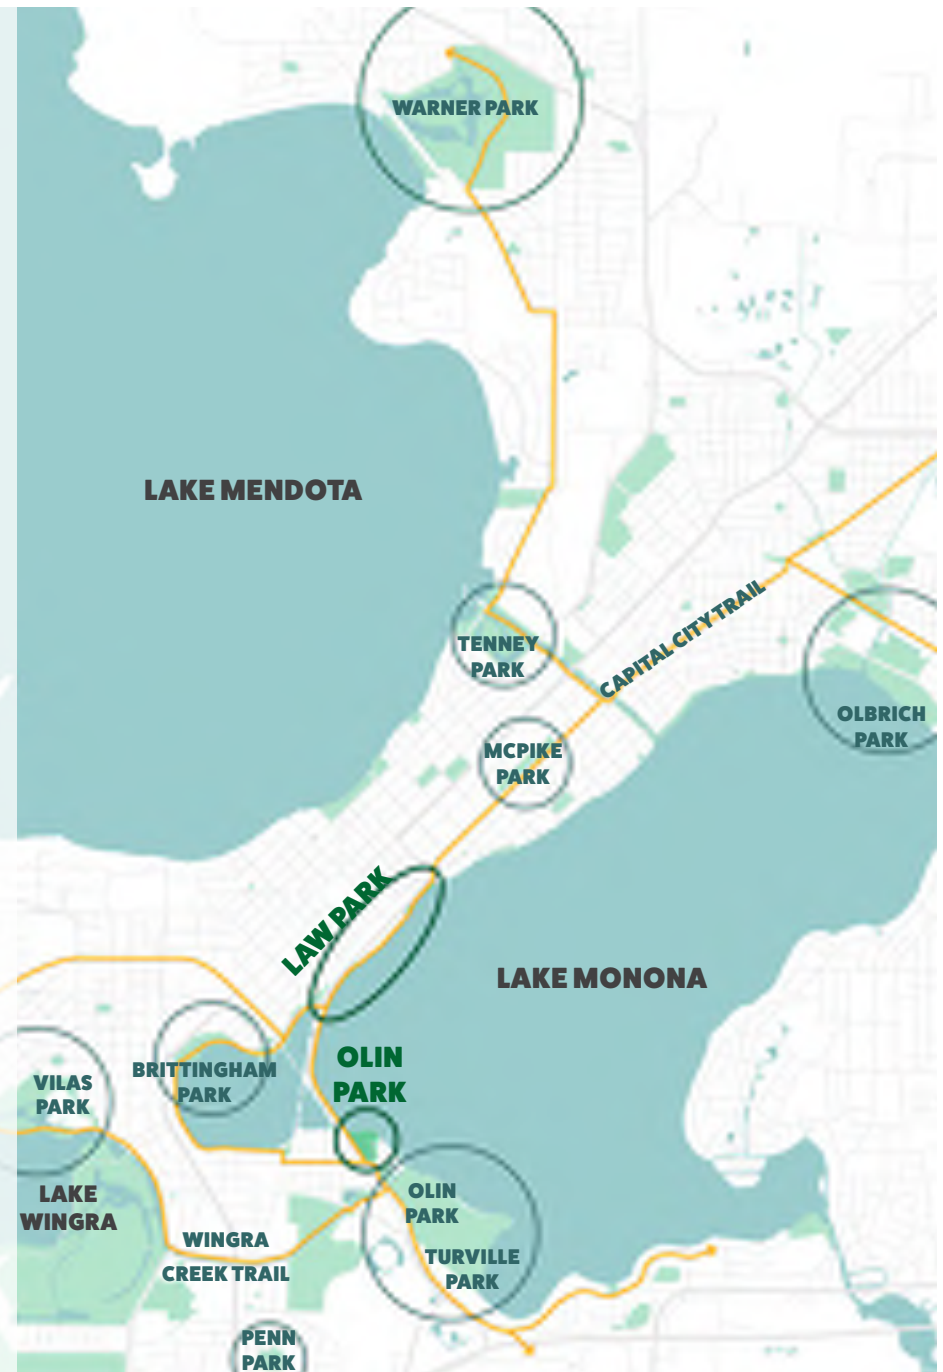 WARNER PARK
LAKE MENDOTA
CAPITAL CITY TRAIL
TENNEY
PARK
OLBRICH
PARK
MCPIKE
PARK
LAW PARK
LAKE MONONA
OLIN
PARK
BRITTINGHAM
PARK
VILAS
PARK
LAKE
WINGRA
OLIN
PARK
WINGRA
CREEK TRAIL
TURVILLE
PARK
PENN
PARK